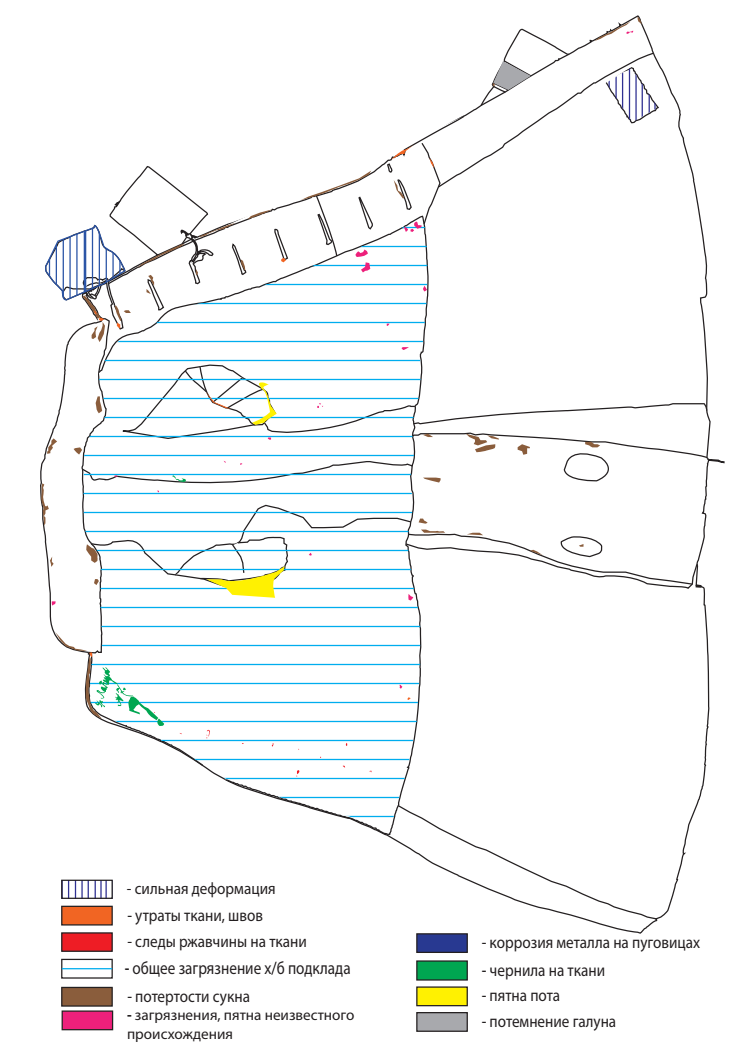 - сильная деформация
- утраты ткани, швов
- следы ржавчины на ткани
- общее загрязнение х/б подклада
- потертости сукна
- загрязнения, пятна неизвестного
происхождения
- коррозия металла на пуговицах
- чернила на ткани
- пятна пота
- потемнение галуна